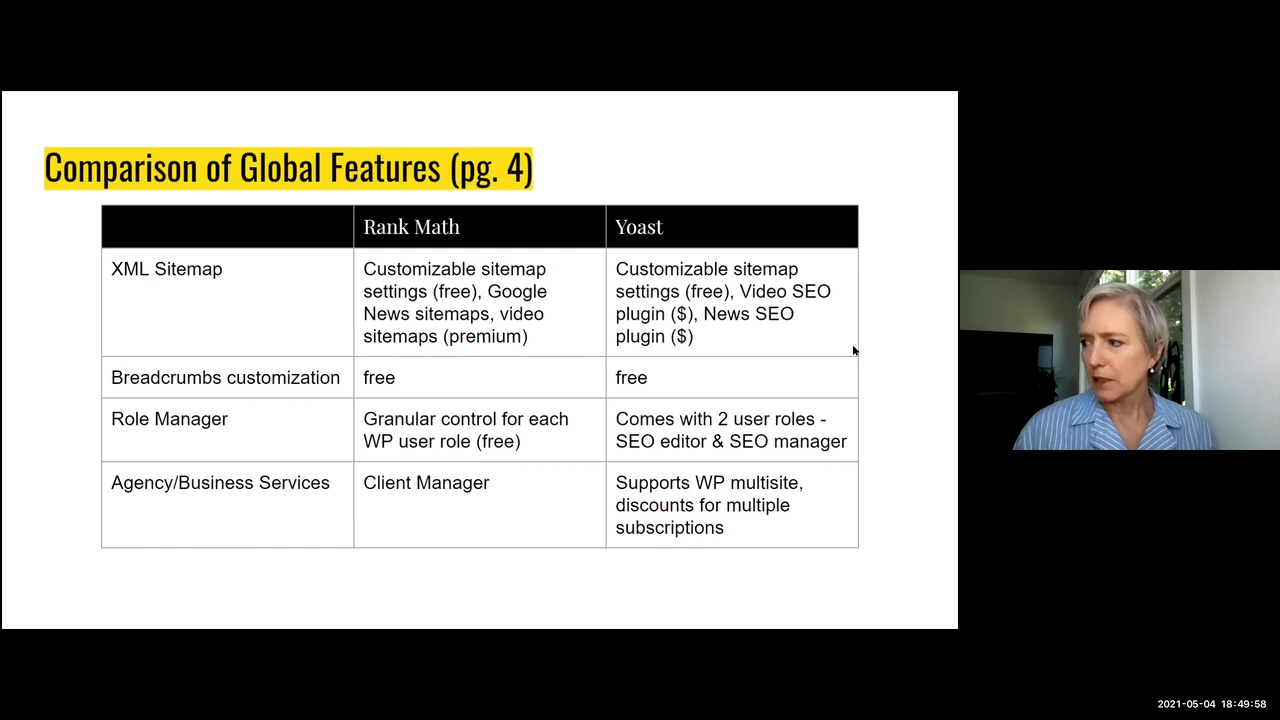 Comparison of Global Features (pg. 4)
Rank Math
Yoast
XML Sitemap
Customizable sitemap
settings (free), Google
News sitemaps, video
sitemaps (premium)
Customizable sitemap
settings (free), Video SEO
plugin ($), News SEO
plugin ($)
Breadcrumbs customization
free
free
Role Manager
Granular control for each
WP user role (free)
Comes with 2 user roles -
SEO editor & SEO manager
Agency/Business Services
Client Manager
Supports WP multisite,
discounts for multiple
subscriptions
2021-05-04 18:49:58